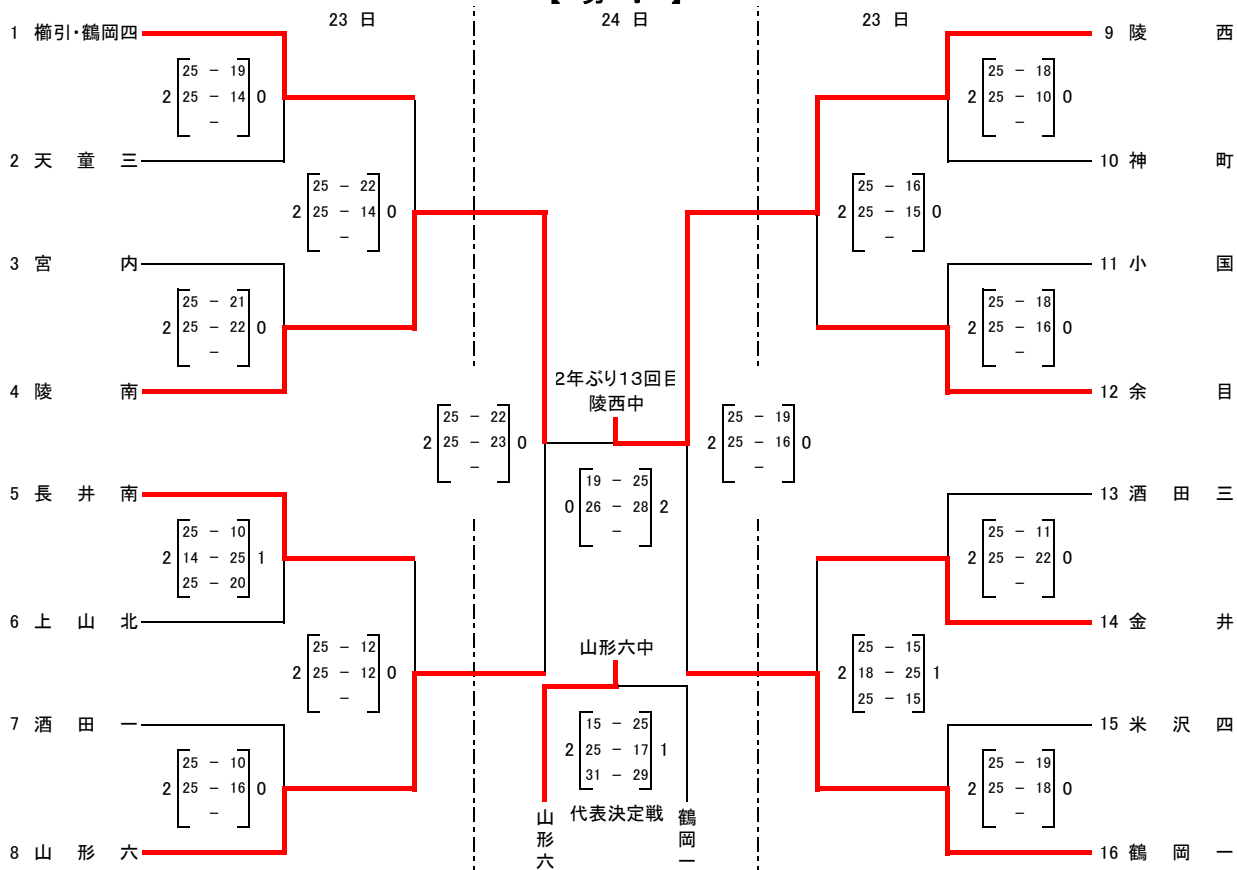 23 日
24 日
23 日
1 櫛引・鶴岡四
25 − 19
2 25 − 14 0
−
2 天 童 三
25 − 22
2 25 − 14 0
−
3 宮 内
25 − 21
2 25 − 22 0
−
4 陵 南
25 − 22
2 25 − 23 0
−
5 長 井 南
25 − 10
2 14 − 25 1
25 − 20
6 上 山 北
25 − 12
2 25 − 12 0
−
7 酒 田 一
25 − 10
2 25 − 16 0
−
8 山 形 六
2年ぶり13回目
陵西中
19 − 25
0 26 − 28 2
−
山形六中
15 − 25
2 25 − 17 1
31 − 29
代表決定戦
山形六
鶴岡一
9 陵 西
25 − 18
2 25 − 10 0
−
10 神 町
25 − 16
2 25 − 15 0
−
11 小 国
25 − 18
2 25 − 16 0
−
12 余 目
25 − 19
2 25 − 16 0
−
13 酒 田 三
25 − 11
2 25 − 22 0
−
14 金 井
25 − 15
2 18 − 25 1
25 − 15
15 米 沢 四
25 − 19
2 25 − 18 0
−
16 鶴 岡 一